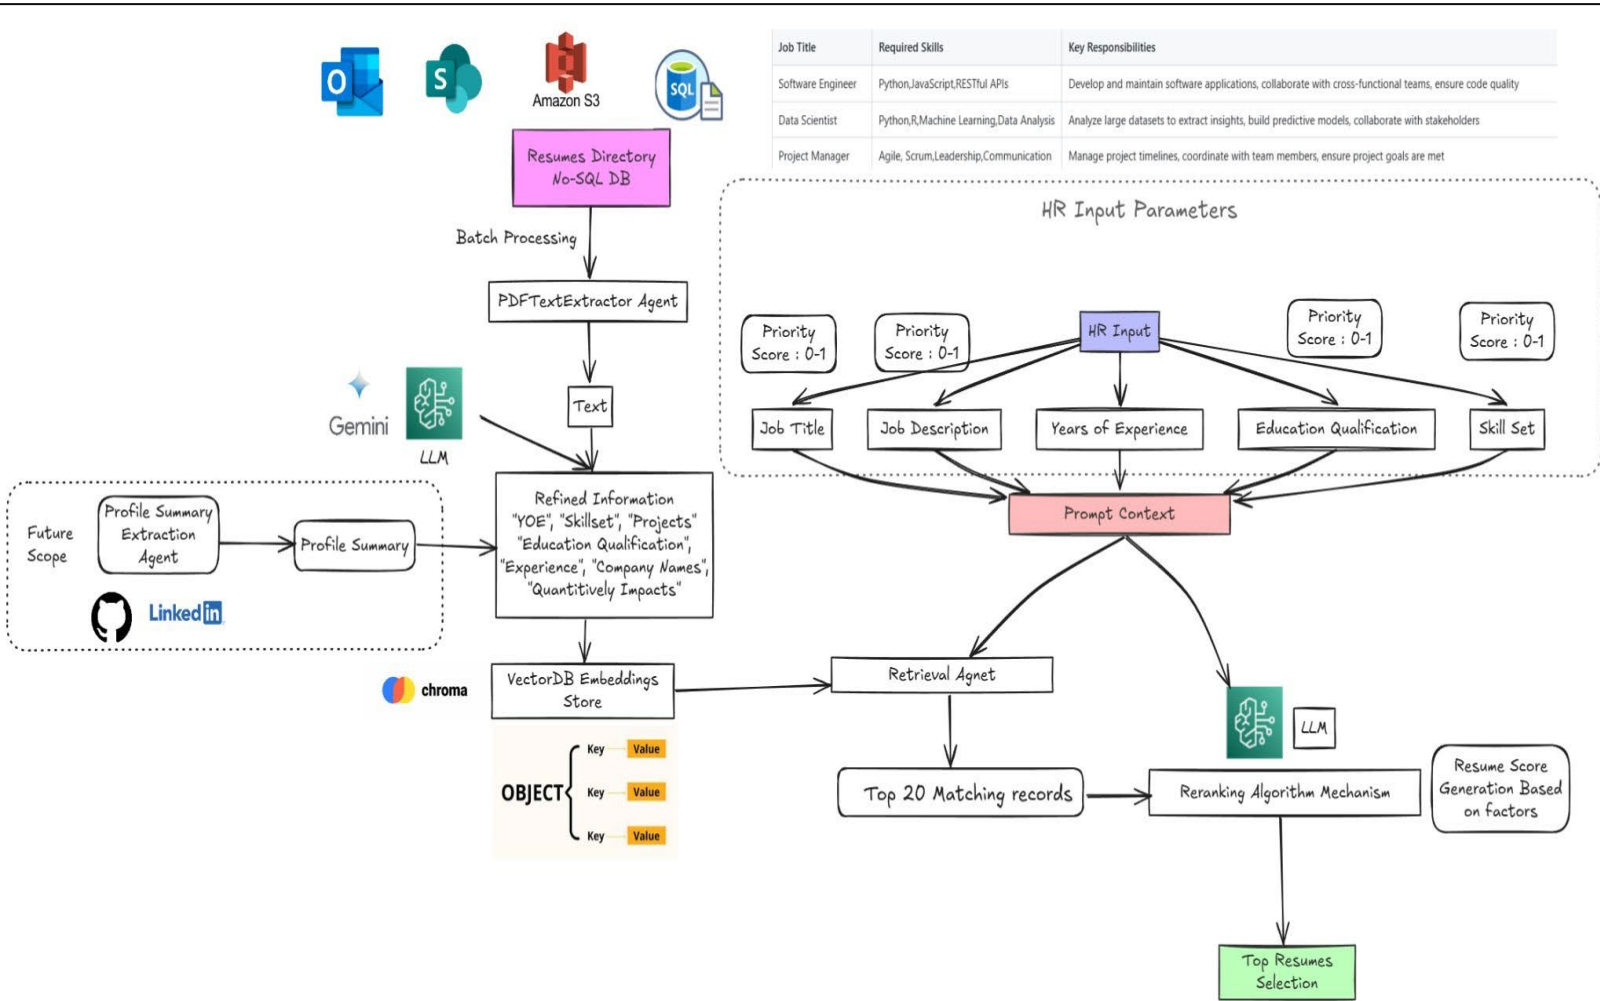 Job Title Required Skills Key Responsibilities
Software Engineer Python,JavaScript,RESTful APIs Develop and maintain software applications, collaborate with cross-functional teams, ensure code quality
Data Scientist Python,R,Machine Learning,Data Analysis Analyze large datasets to extract insights, build predictive models, collaborate with stakeholders
Project Manager Agile, Scrum,Leadership,Communication Manage project timelines, coordinate with team members, ensure project goals are met
O
S
Amazon S3
SQL
Resumes Directory
No-SQL DB
Batch Processing
PDFTextExtractor Agent
Text
Gemini
LLM
HR Input Parameters
HR Input
Priority
Score : 0-1
Priority
Score : 0-1
Priority
Score : 0-1
Priority
Score : 0-1
Job Title
Job Description
Years of Experience
Education Qualification
Skill Set
Prompt Context
Future
Scope
Profile Summary
Extraction
Agent
Profile Summary
Linked in
Refined Information
"YOE", "Skillset", "Projects"
"Education Qualification",
"Experience", "Company Names",
"Quantitively Impacts"
chroma
VectorDB Embeddings
Store
OBJECT
Key Value
Key Value
Key Value
Retrieval Agnet
Top 20 Matching records
LLM
Reranking Algorithm Mechanism
Resume Score
Generation Based
on factors
Top Resumes
Selection